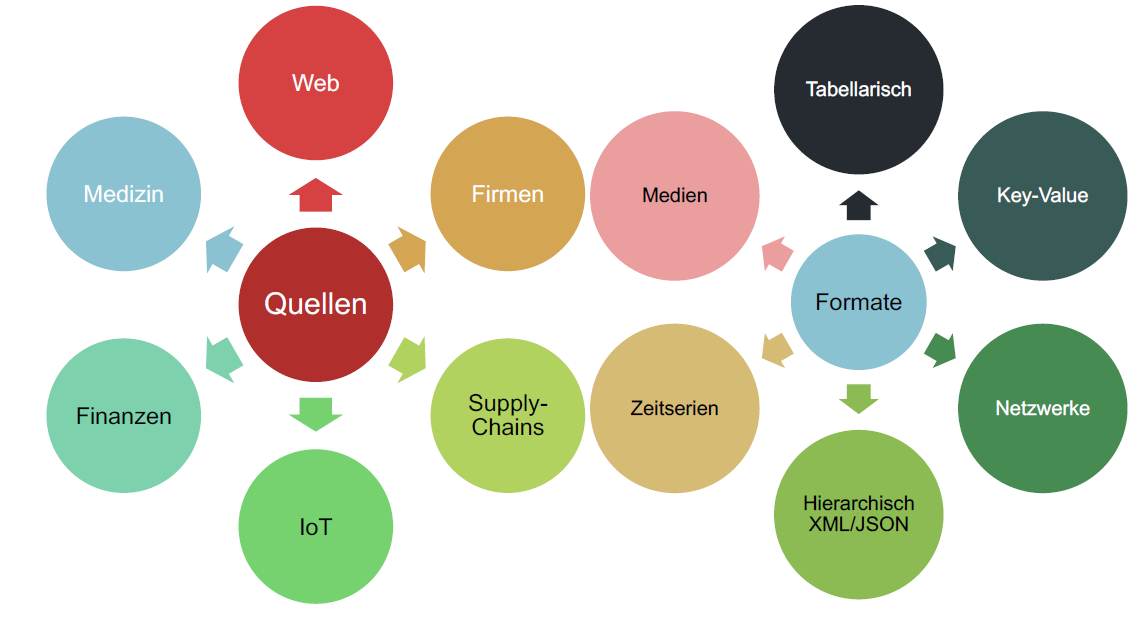 Web
Medizin
Firmen
Quellen
Finanzen
Supply-
Chains
IoT
Tabellarisch
Medien
Key-Value
Formate
Zeitserien
Netzwerke
Hierarchisch
XML/JSON